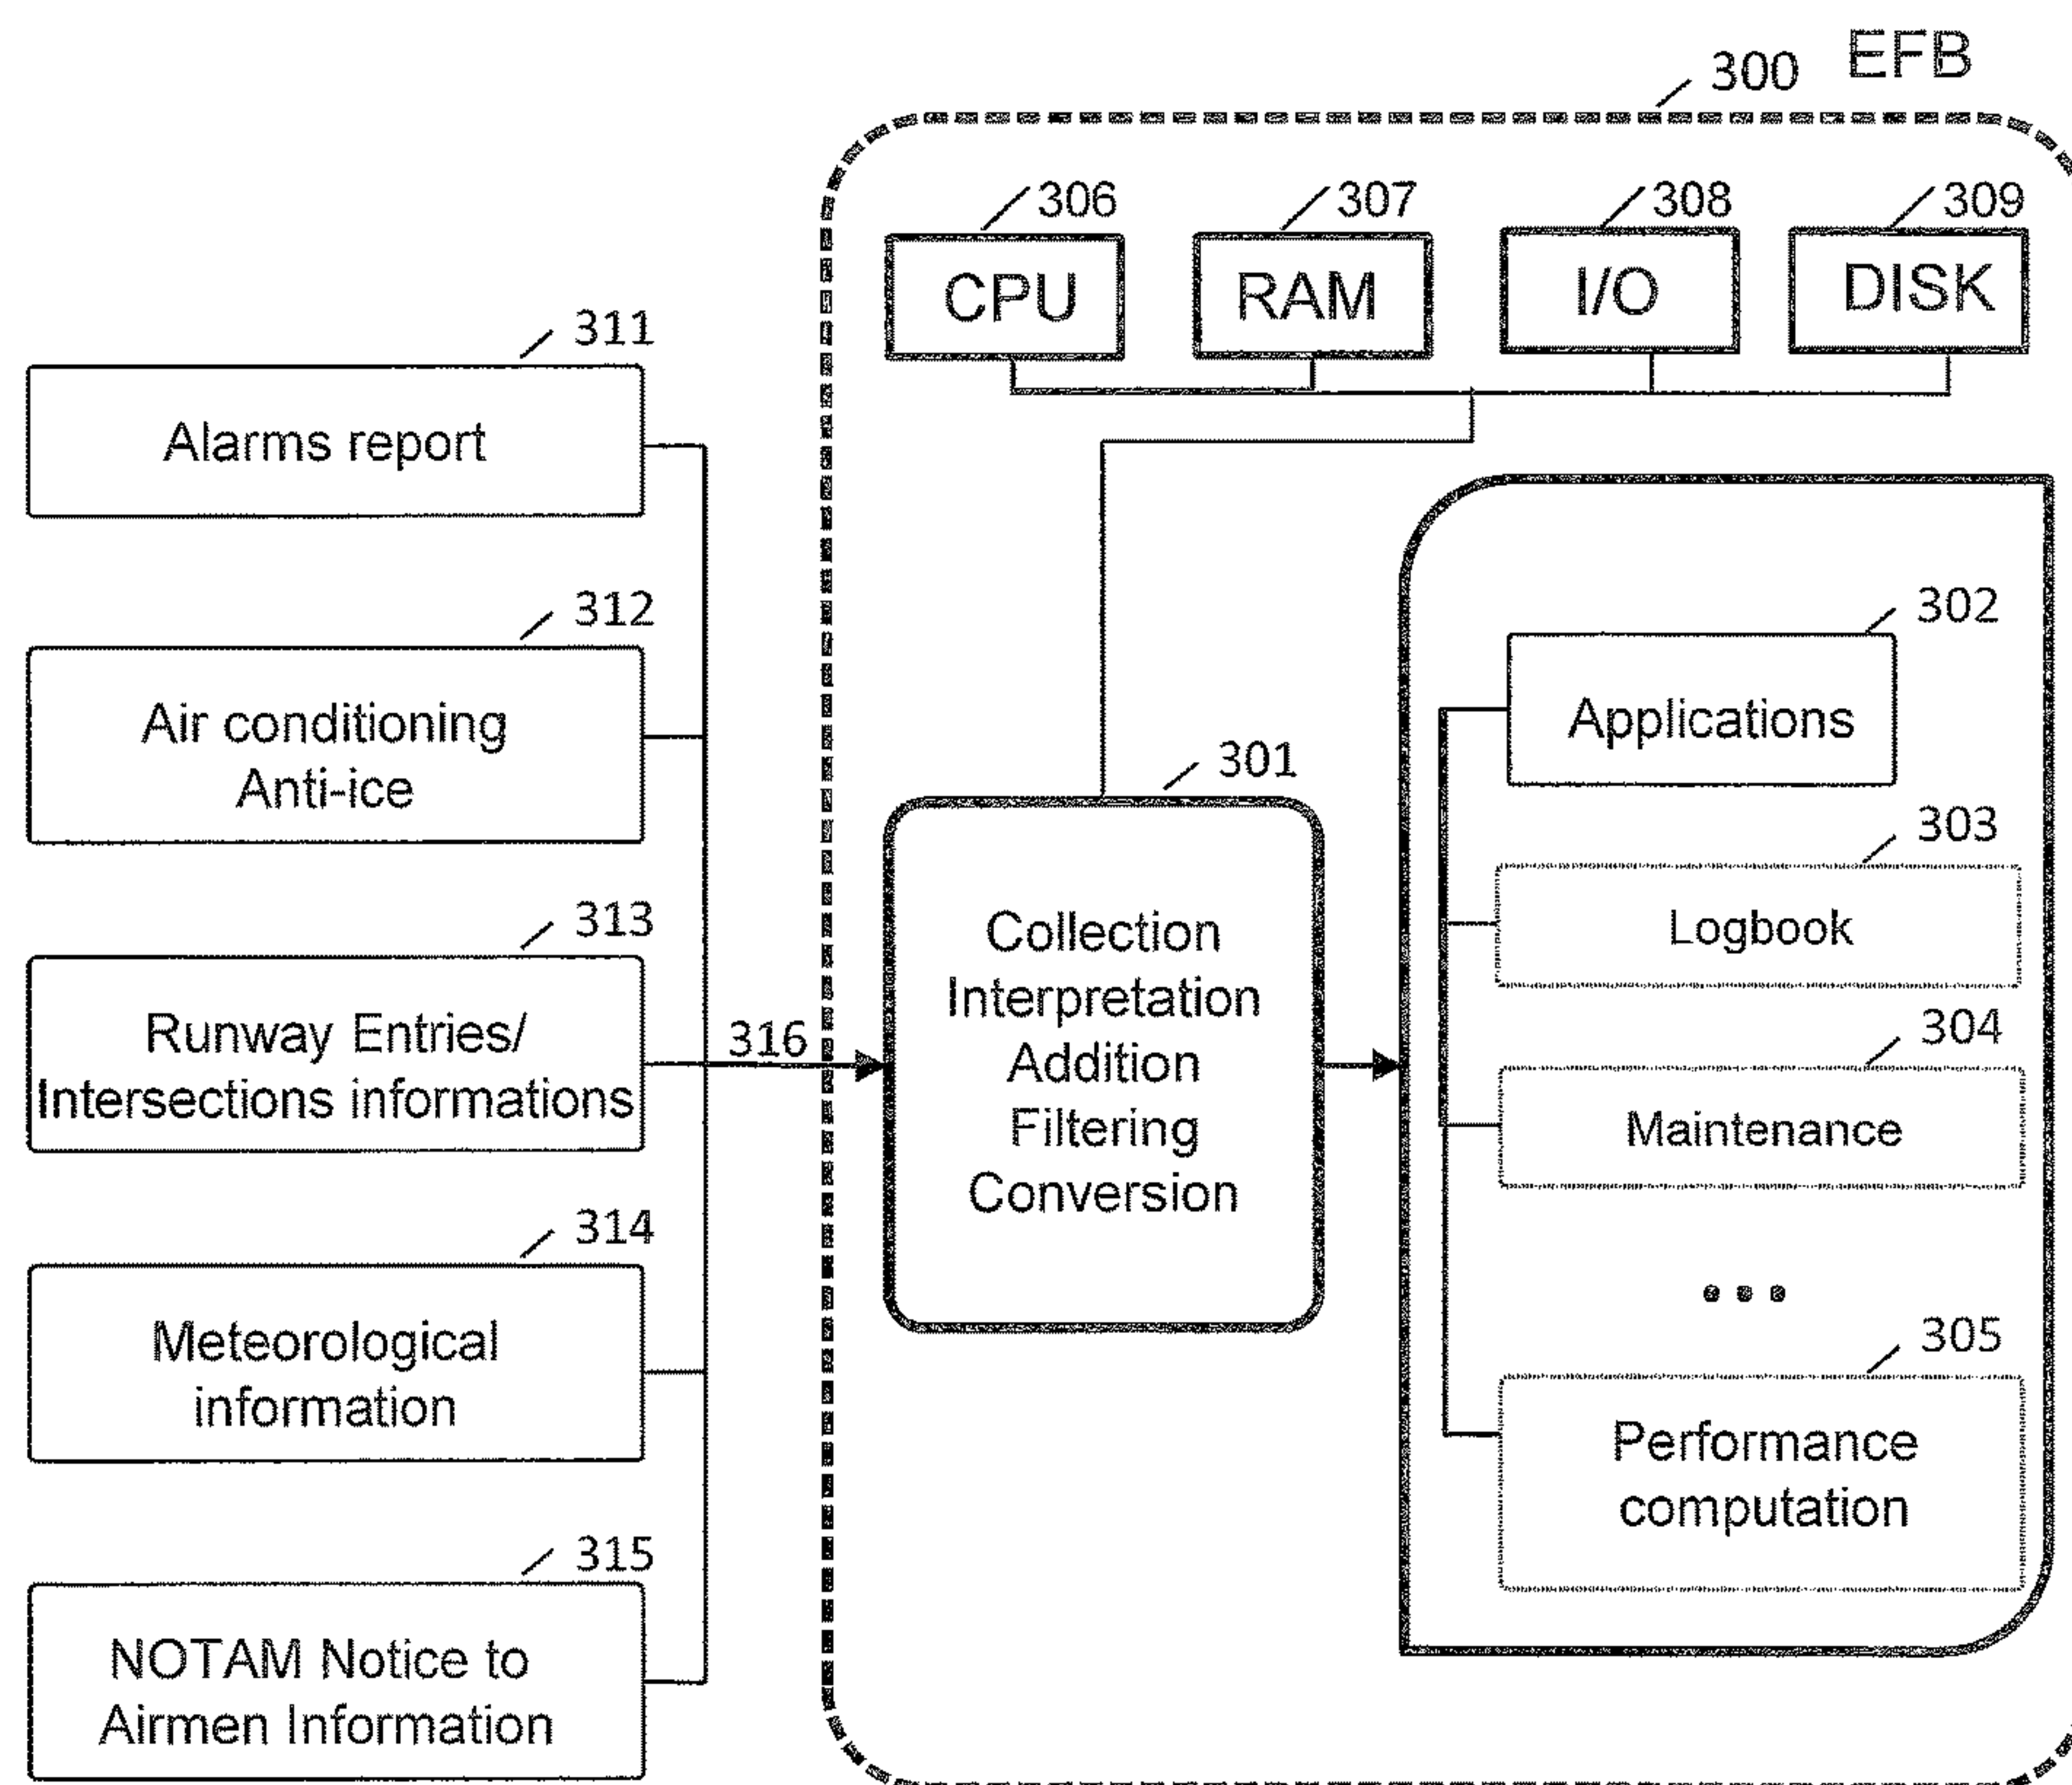 300 EFB
306
307
308
309
CPU
RAM
I/O
DISK
311
Alarms report
312
Air conditioning
Anti-ice
313
Runway Entries/
Intersections informations
314
Meteorological
information
315
NOTAM Notice to
Airmen Information
316
301
Collection
Interpretation
Addition
Filtering
Conversion
302
Applications
303
Logbook
304
Maintenance
...
305
Performance
computation